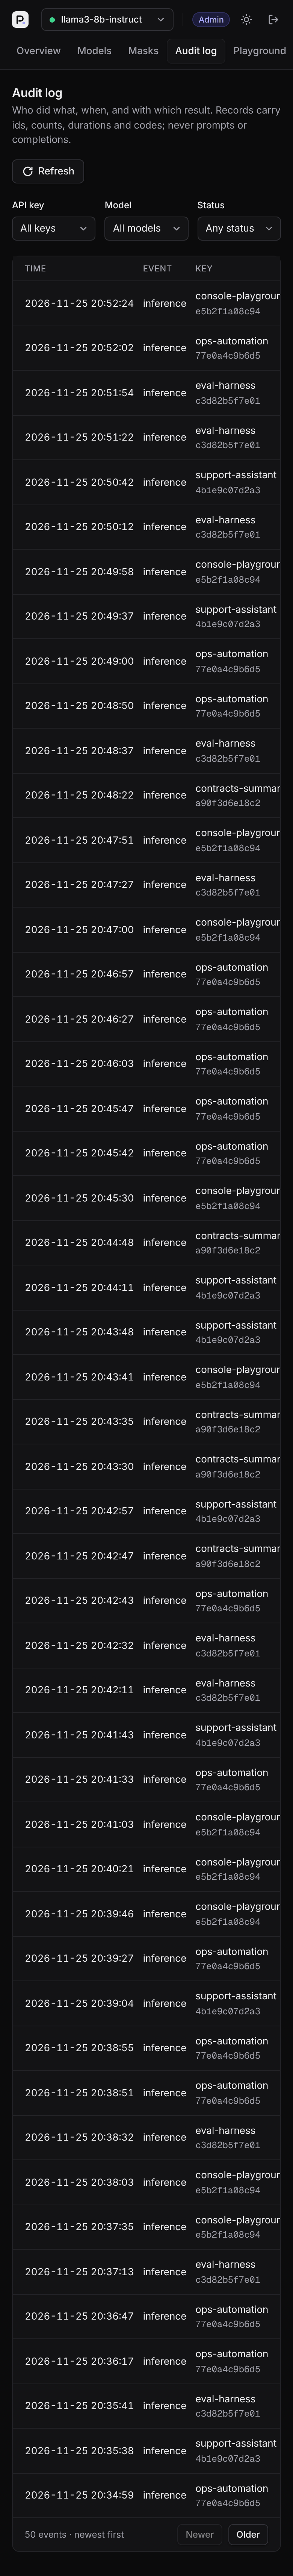 P.
llama3-8b-instruct
Admin
Overview Models Masks Audit log Playground
Audit log
Who did what, when, and with which result. Records carry
ids, counts, durations and codes; never prompts or
completions.
Refresh
API key Model Status
All keys All models Any status
TIME EVENT KEY
2026-11-25 20:52:24 inference console-playgroun
e5b2f1a08c94
2026-11-25 20:52:02 inference ops-automation
77e0a4c9b6d5
2026-11-25 20:51:54 inference eval-harness
c3d82b5f7e01
2026-11-25 20:51:22 inference eval-harness
c3d82b5f7e01
2026-11-25 20:50:42 inference support-assistant
4b1e9c07d2a3
2026-11-25 20:50:12 inference eval-harness
c3d82b5f7e01
2026-11-25 20:49:58 inference console-playgroun
e5b2f1a08c94
2026-11-25 20:49:37 inference support-assistant
4b1e9c07d2a3
2026-11-25 20:49:00 inference ops-automation
77e0a4c9b6d5
2026-11-25 20:48:50 inference ops-automation
77e0a4c9b6d5
2026-11-25 20:48:37 inference eval-harness
c3d82b5f7e01
2026-11-25 20:48:22 inference contracts-summar
a90f3d6e18c2
2026-11-25 20:47:51 inference console-playgroun
e5b2f1a08c94
2026-11-25 20:47:27 inference eval-harness
c3d82b5f7e01
2026-11-25 20:47:00 inference console-playgroun
e5b2f1a08c94
2026-11-25 20:46:57 inference ops-automation
77e0a4c9b6d5
2026-11-25 20:46:27 inference ops-automation
77e0a4c9b6d5
2026-11-25 20:46:03 inference ops-automation
77e0a4c9b6d5
2026-11-25 20:45:47 inference ops-automation
77e0a4c9b6d5
2026-11-25 20:45:42 inference ops-automation
77e0a4c9b6d5
2026-11-25 20:45:30 inference console-playgroun
e5b2f1a08c94
2026-11-25 20:44:48 inference contracts-summar
a90f3d6e18c2
2026-11-25 20:44:11 inference support-assistant
4b1e9c07d2a3
2026-11-25 20:43:48 inference support-assistant
4b1e9c07d2a3
2026-11-25 20:43:41 inference console-playgroun
e5b2f1a08c94
2026-11-25 20:43:35 inference contracts-summar
a90f3d6e18c2
2026-11-25 20:43:30 inference contracts-summar
a90f3d6e18c2
2026-11-25 20:42:57 inference support-assistant
4b1e9c07d2a3
2026-11-25 20:42:47 inference contracts-summar
a90f3d6e18c2
2026-11-25 20:42:43 inference ops-automation
77e0a4c9b6d5
2026-11-25 20:42:32 inference eval-harness
c3d82b5f7e01
2026-11-25 20:42:11 inference eval-harness
c3d82b5f7e01
2026-11-25 20:41:43 inference support-assistant
4b1e9c07d2a3
2026-11-25 20:41:33 inference ops-automation
77e0a4c9b6d5
2026-11-25 20:41:03 inference console-playgroun
e5b2f1a08c94
2026-11-25 20:40:21 inference console-playgroun
e5b2f1a08c94
2026-11-25 20:39:46 inference console-playgroun
e5b2f1a08c94
2026-11-25 20:39:27 inference ops-automation
77e0a4c9b6d5
2026-11-25 20:39:04 inference support-assistant
4b1e9c07d2a3
2026-11-25 20:38:55 inference ops-automation
77e0a4c9b6d5
2026-11-25 20:38:51 inference ops-automation
77e0a4c9b6d5
2026-11-25 20:38:32 inference eval-harness
c3d82b5f7e01
2026-11-25 20:38:03 inference console-playgroun
e5b2f1a08c94
2026-11-25 20:37:35 inference console-playgroun
e5b2f1a08c94
2026-11-25 20:37:13 inference eval-harness
c3d82b5f7e01
2026-11-25 20:36:47 inference ops-automation
77e0a4c9b6d5
2026-11-25 20:36:17 inference ops-automation
77e0a4c9b6d5
2026-11-25 20:35:41 inference eval-harness
c3d82b5f7e01
2026-11-25 20:35:38 inference support-assistant
4b1e9c07d2a3
2026-11-25 20:34:59 inference ops-automation
77e0a4c9b6d5
50 events · newest first Newer Older